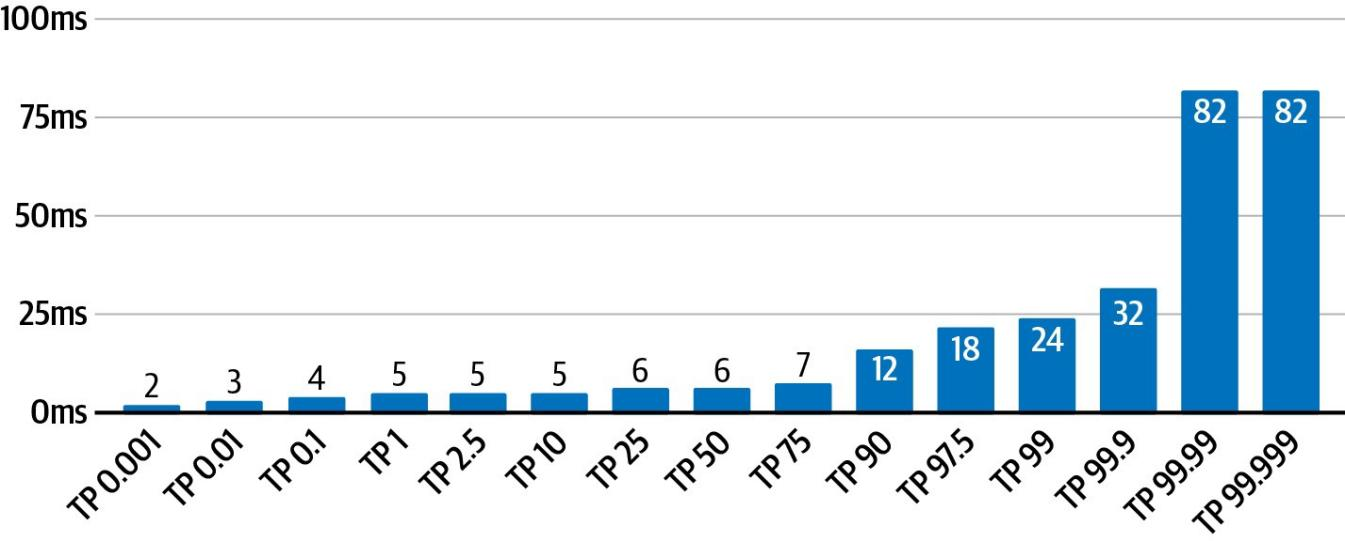 100ms
75ms
50ms
25ms
0ms
2
3
4
5
5
5
6
6
7
12
18
24
32
82
82
TP 0.001
TP 0.01
TP 0.1
TP 1
TP 2.5
TP 10
TP 25
TP 50
TP 75
TP 90
TP 97.5
TP 99
TP 99.9
TP 99.99
TP 99.999